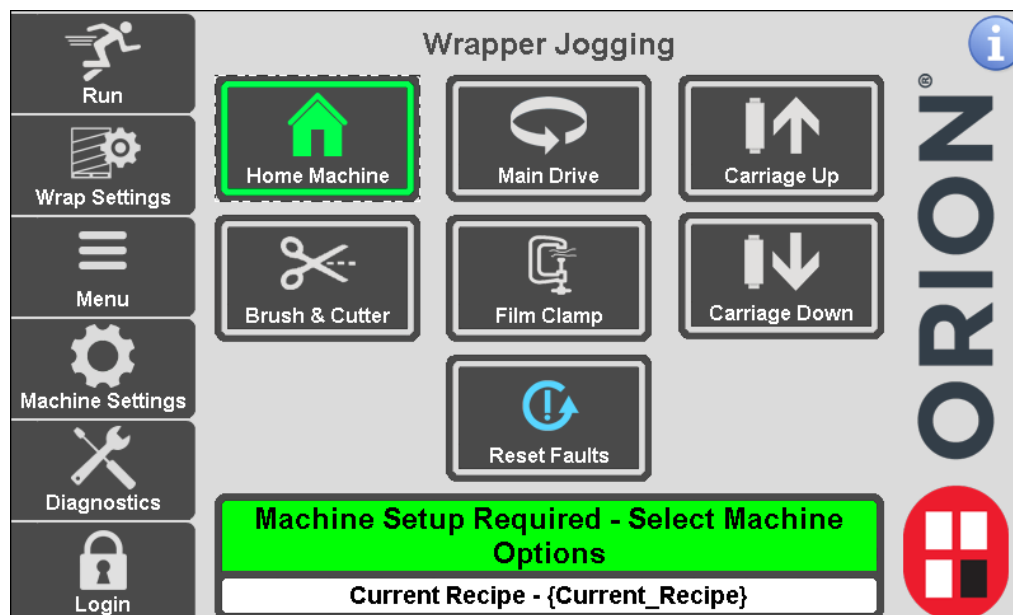 Wrapper Jogging
Run
Wrap Settings
Menu
Machine Settings
Diagnostics
Login
Home Machine
Main Drive
Carriage Up
Brush & Cutter
Film Clamp
Carriage Down
Reset Faults
Machine Setup Required - Select Machine
Options
Current Recipe - {Current_Recipe}
i
ORION®